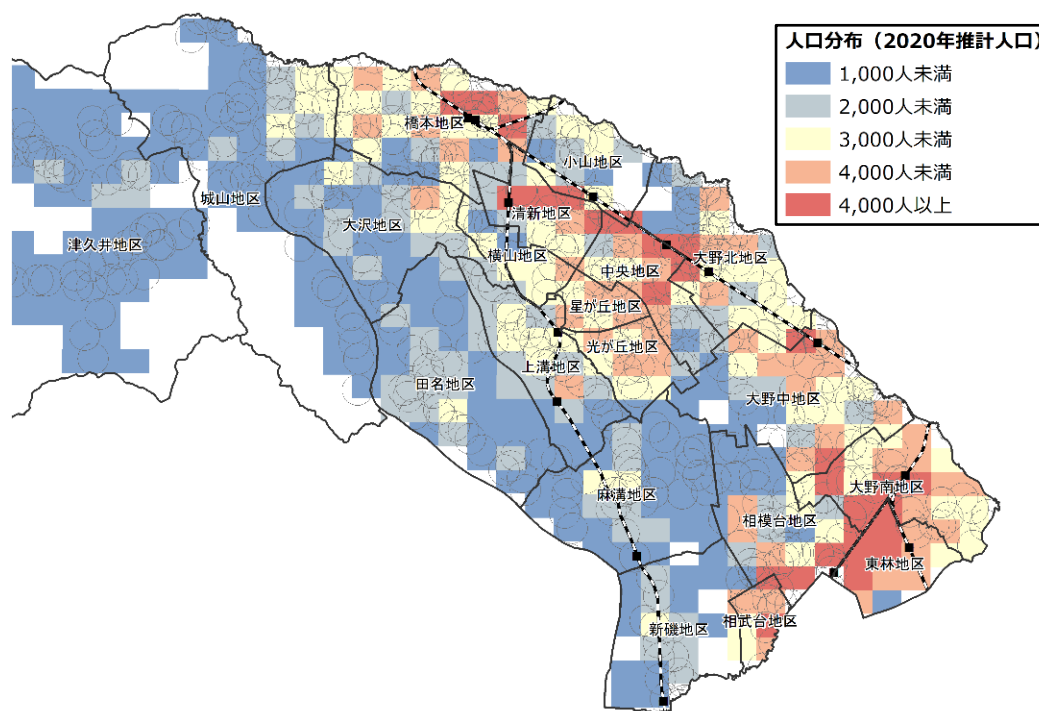 人口分布（2020年推計人口）
1,000人未満
2,000人未満
3,000人未満
4,000人未満
4,000人以上
橋本地区
小山地区
城山地区
大沢地区
清新地区
津久井地区
横山地区
中央地区
大野北地区
星が丘地区
光が丘地区
上溝地区
田名地区
大野中地区
麻溝地区
大野南地区
相模台地区
東林地区
新磯地区
相武台地区